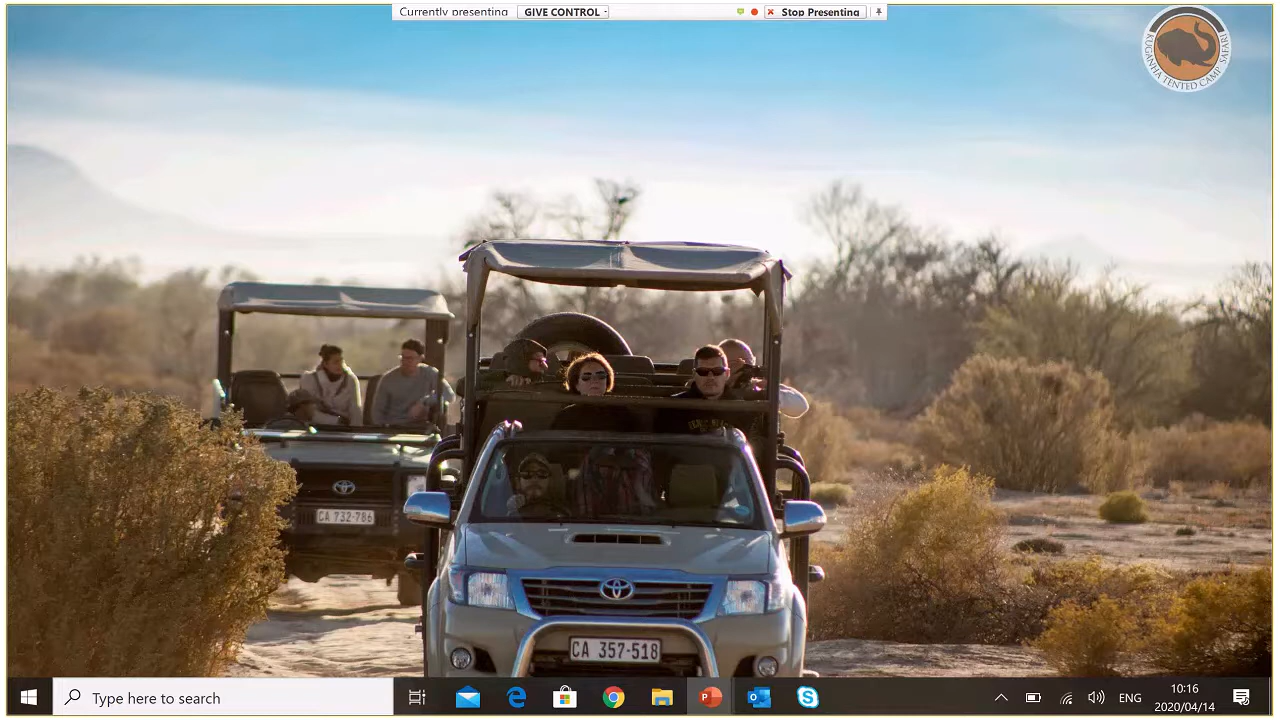 Currently presenting GIVE CONTROL Stop Presenting
KUGANHA TENTED CAMP SAFARI
CA 732-786
CA 357-518
Type here to search
ENG
10:16
2020/04/14